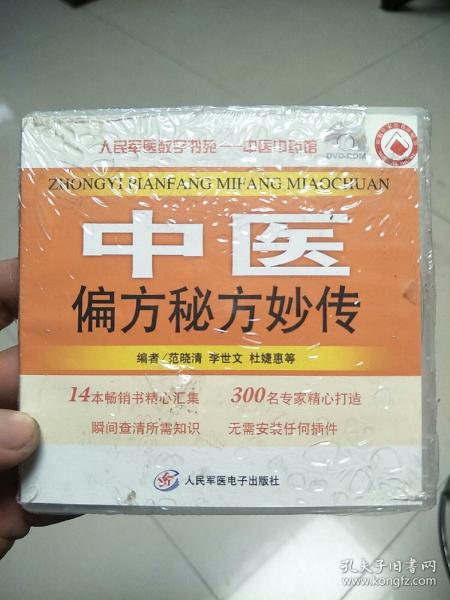 人民军医数字书苑——中医中药馆
DVD-ROM
ZHONGYI PIANFANG MIFANG MIAOCHUAN
中医
偏方秘方妙传
编者/范晓清 李世文 杜婕惠等
14本畅销书精心汇集 300名专家精心打造
瞬间查清所需知识 无需安装任何插件
人民军医电子出版社
孔夫子旧书网
www.kongfz.com